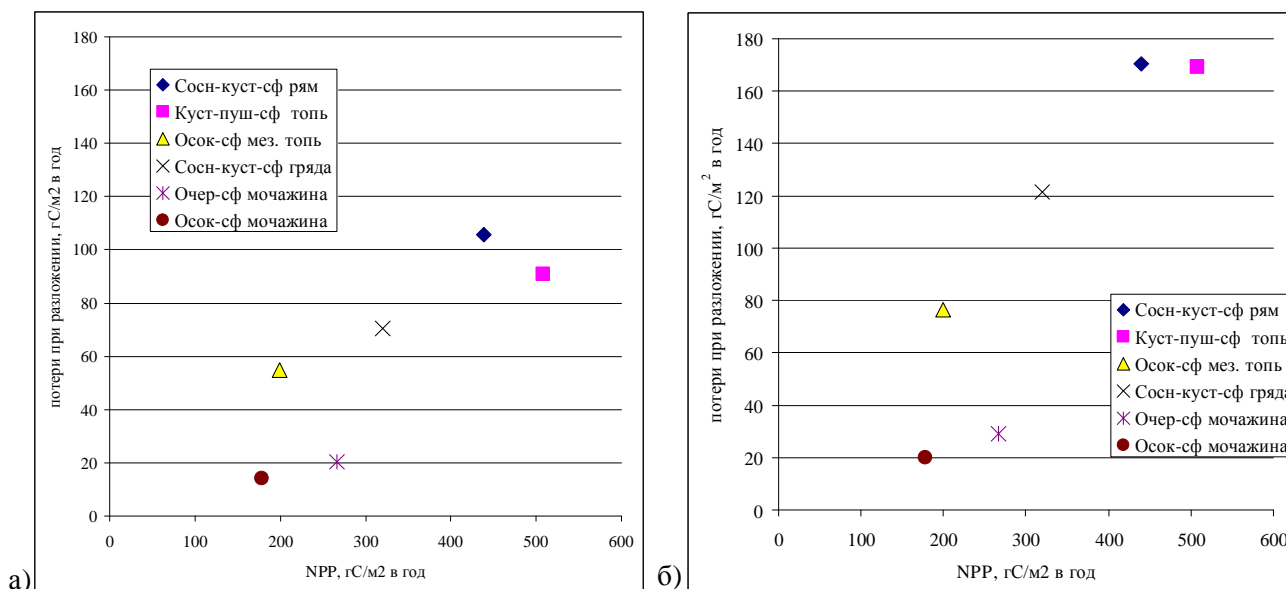 180
160
140
120
100
80
60
40
20
0
потери при разложении, гС/м2 в год
Сосн-куст-сф рям
Куст-пуш-сф топь
Осок-сф мез. топь
Сосн-куст-сф гряда
Очер-сф мочажина
Осок-сф мочажина
0 100 200 300 400 500 600
NPP, гС/м2 в год
а)
180
160
140
120
100
80
60
40
20
0
потери при разложении, гС/м² в год
Сосн-куст-сф рям
Куст-пуш-сф топь
Осок-сф мез. топь
Сосн-куст-сф гряда
Очер-сф мочажина
Осок-сф мочажина
0 100 200 300 400 500 600
NPP, гС/м2 в год
б)